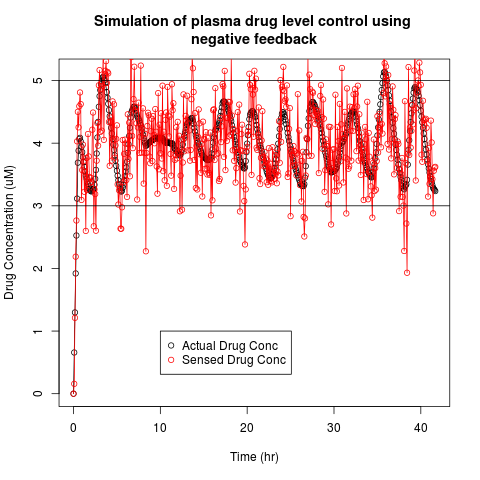 Simulation of plasma drug level control using
negative feedback
Drug Concentration (uM)
5
4
3
2
1
0
Actual Drug Conc
Sensed Drug Conc
0
10
20
30
40
Time (hr)